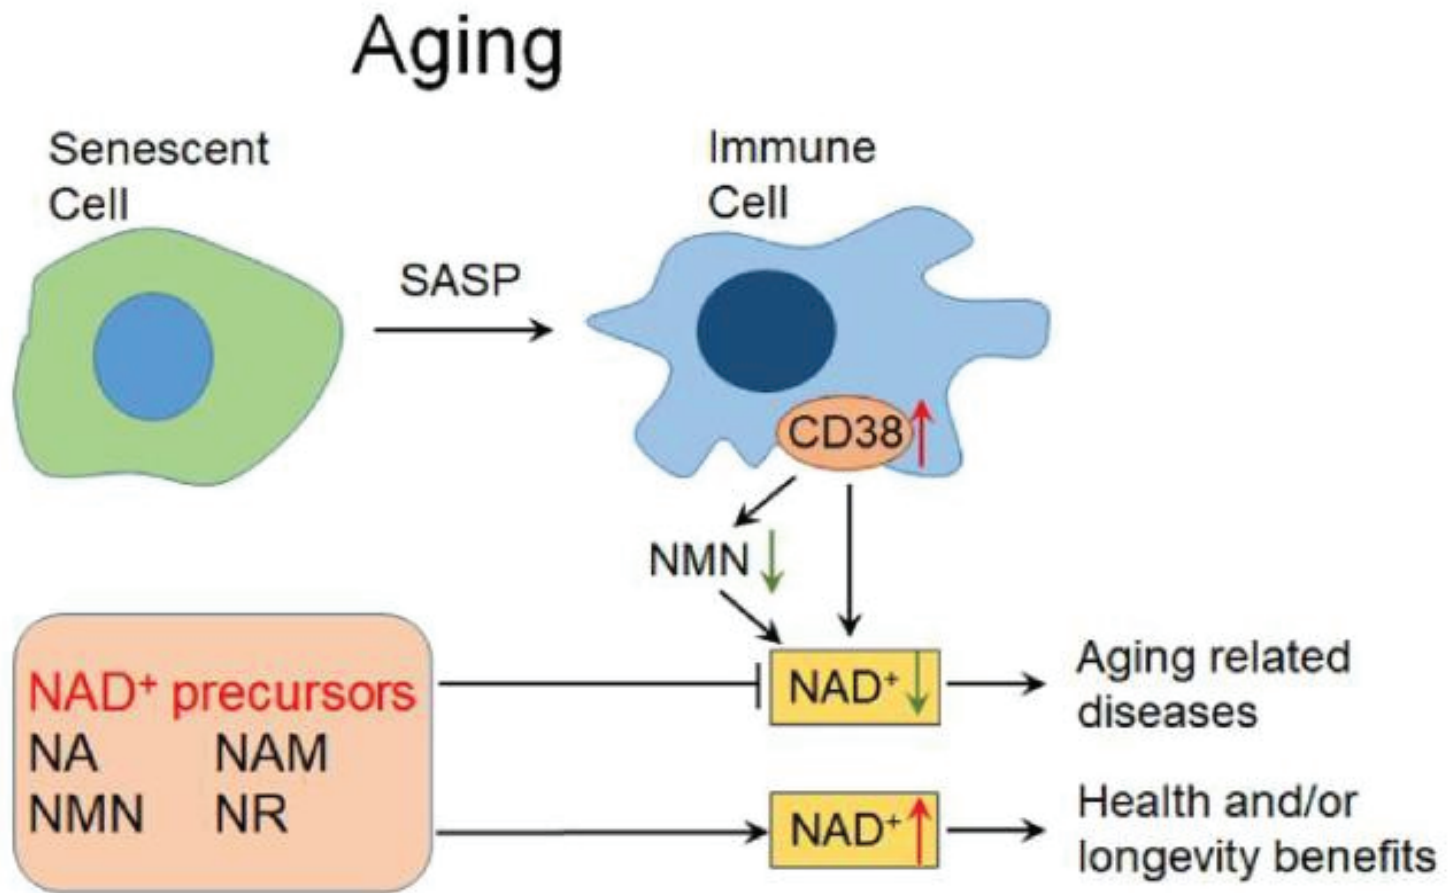 Aging
Senescent
Cell
SASP
Immune
Cell
CD38
NMN
NAD⁺ precursors
NA NAM
NMN NR
NAD⁺
Aging related
diseases
NAD⁺
Health and/or
longevity benefits